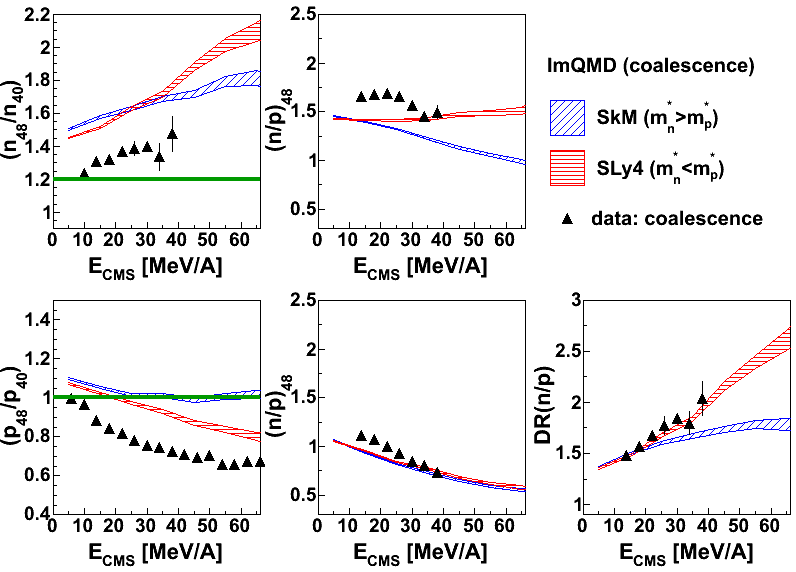 2.2
2
1.8
1.6
1.4
1.2
1
(n48/n40)
0 10 20 30 40 50 60
ECMS [MeV/A]
2.5
2
1.5
1
0.5
(n/p)48
0 10 20 30 40 50 60
ECMS [MeV/A]
ImQMD (coalescence)
SkM (m*n>m*p)
SLy4 (m*n<m*p)
data: coalescence
1.4
1.2
1
0.8
0.6
0.4
(p48/p40)
0 10 20 30 40 50 60
ECMS [MeV/A]
2.5
2
1.5
1
0.5
(n/p)48
0 10 20 30 40 50 60
ECMS [MeV/A]
3
2.5
2
1.5
1
DR(n/p)
0 10 20 30 40 50 60
ECMS [MeV/A]